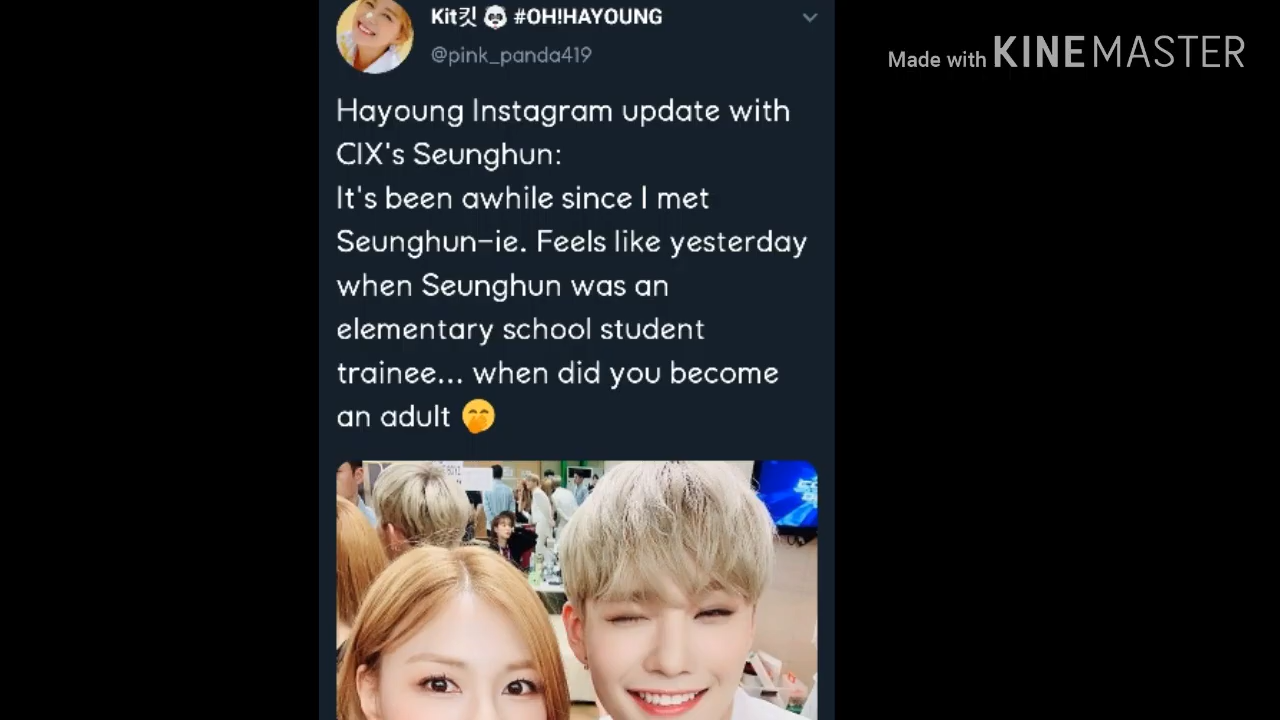 Kit킷 🐼 #OH!HAYOUNG
@pink_panda419
Made with KINEMASTER
Hayoung Instagram update with
CIX's Seunghun:
It's been awhile since I met
Seunghun-ie. Feels like yesterday
when Seunghun was an
elementary school student
trainee... when did you become
an adult 🤭